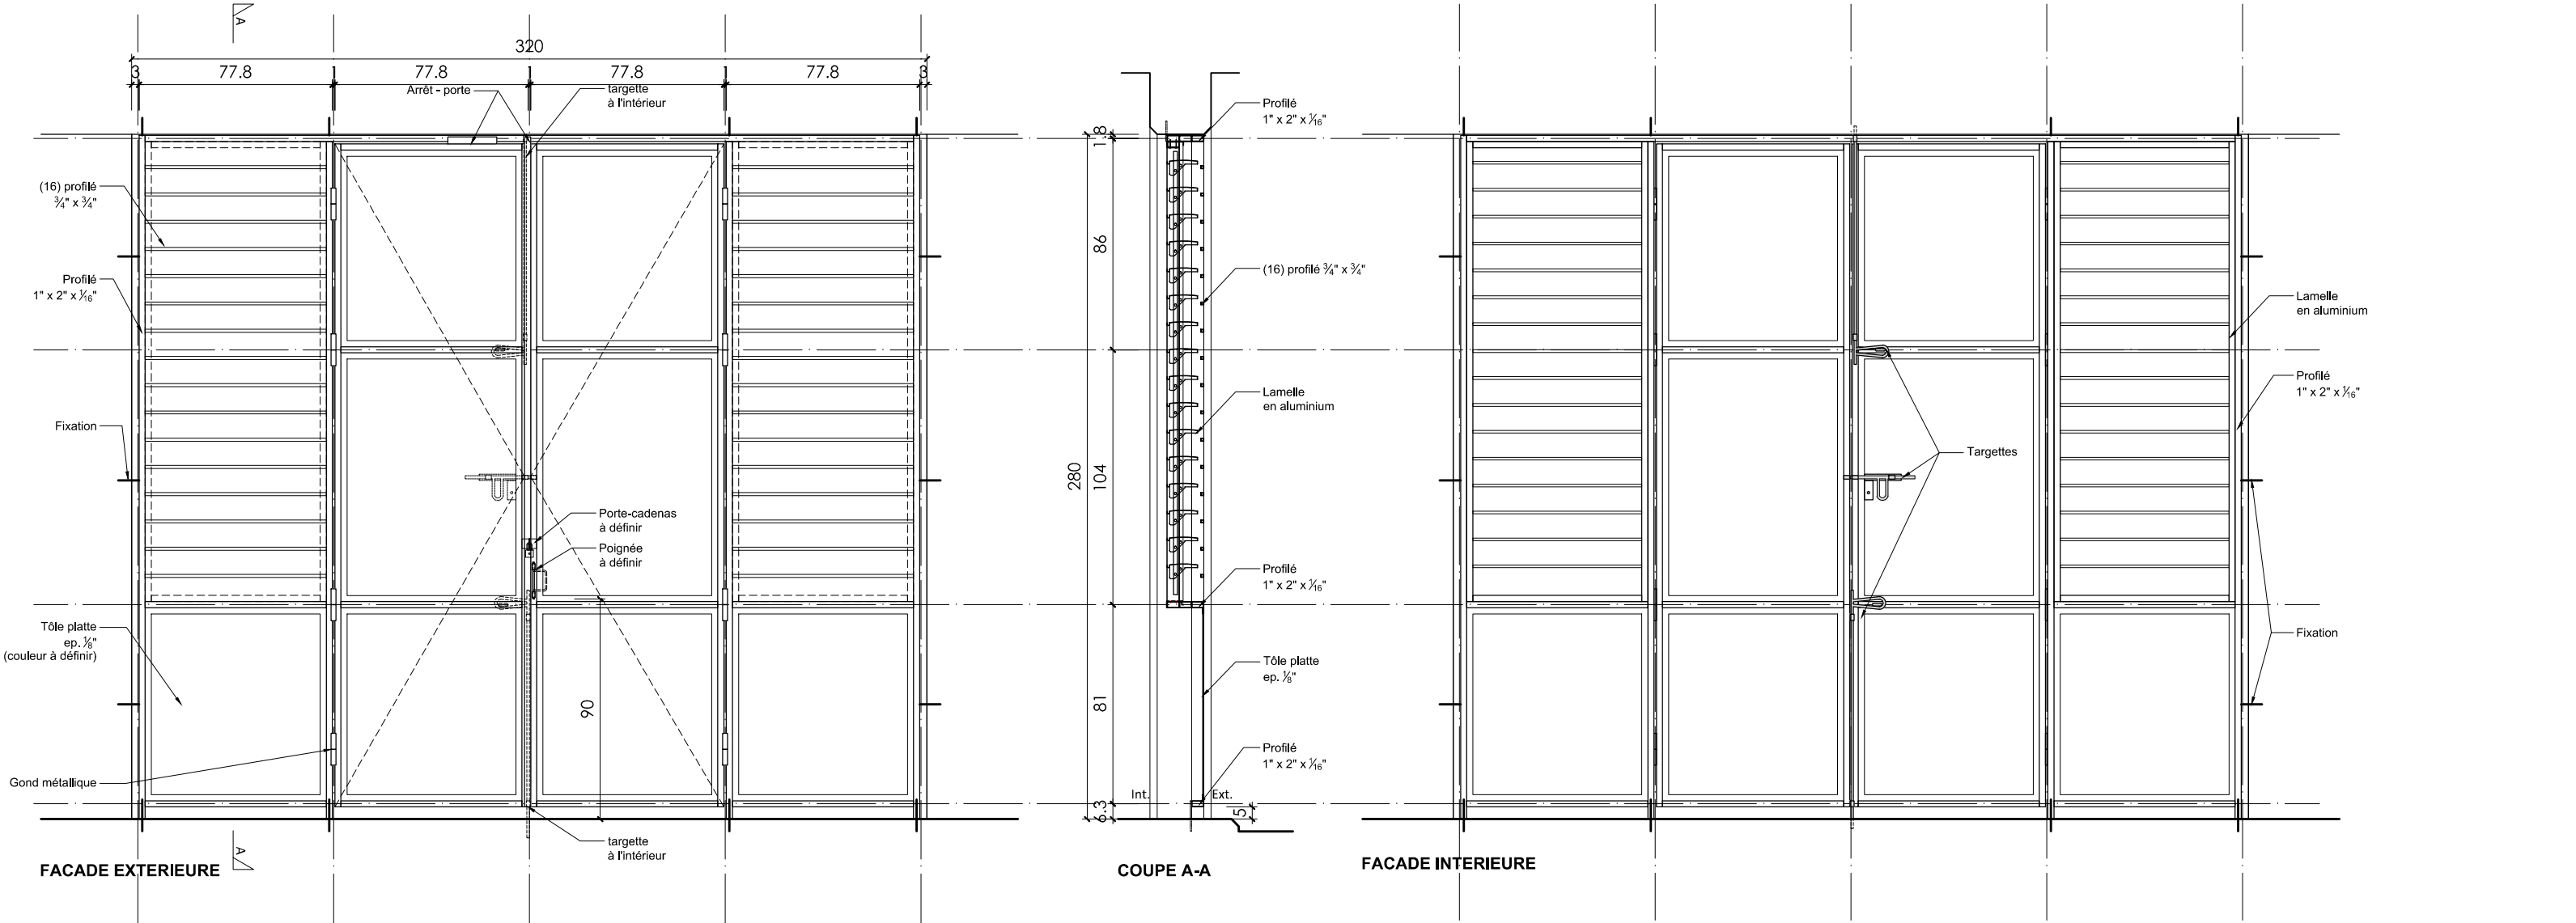 A
320
3
77.8
1
77.8
1
77.8
1
77.8
3
Arrêt - porte
targette
à l'intérieur
(16) profilé
¾" x ¾"
Profilé
1" x 2" x 1⁄16"
Fixation
Tôle platte
ep. ⅛"
(couleur à définir)
Gond métallique
Porte-cadenas
à définir
Poignée
à définir
90
targette
à l'intérieur
A
FACADE EXTERIEURE
1.8
86
280
104
81
6.3
5
Int.
Ext.
Profilé
1" x 2" x 1⁄16"
(16) profilé ¾" x ¾"
Lamelle
en aluminium
Profilé
1" x 2" x 1⁄16"
Tôle platte
ep. ⅛"
Profilé
1" x 2" x 1⁄16"
COUPE A-A
Lamelle
en aluminium
Profilé
1" x 2" x 1⁄16"
Targettes
Fixation
FACADE INTERIEURE